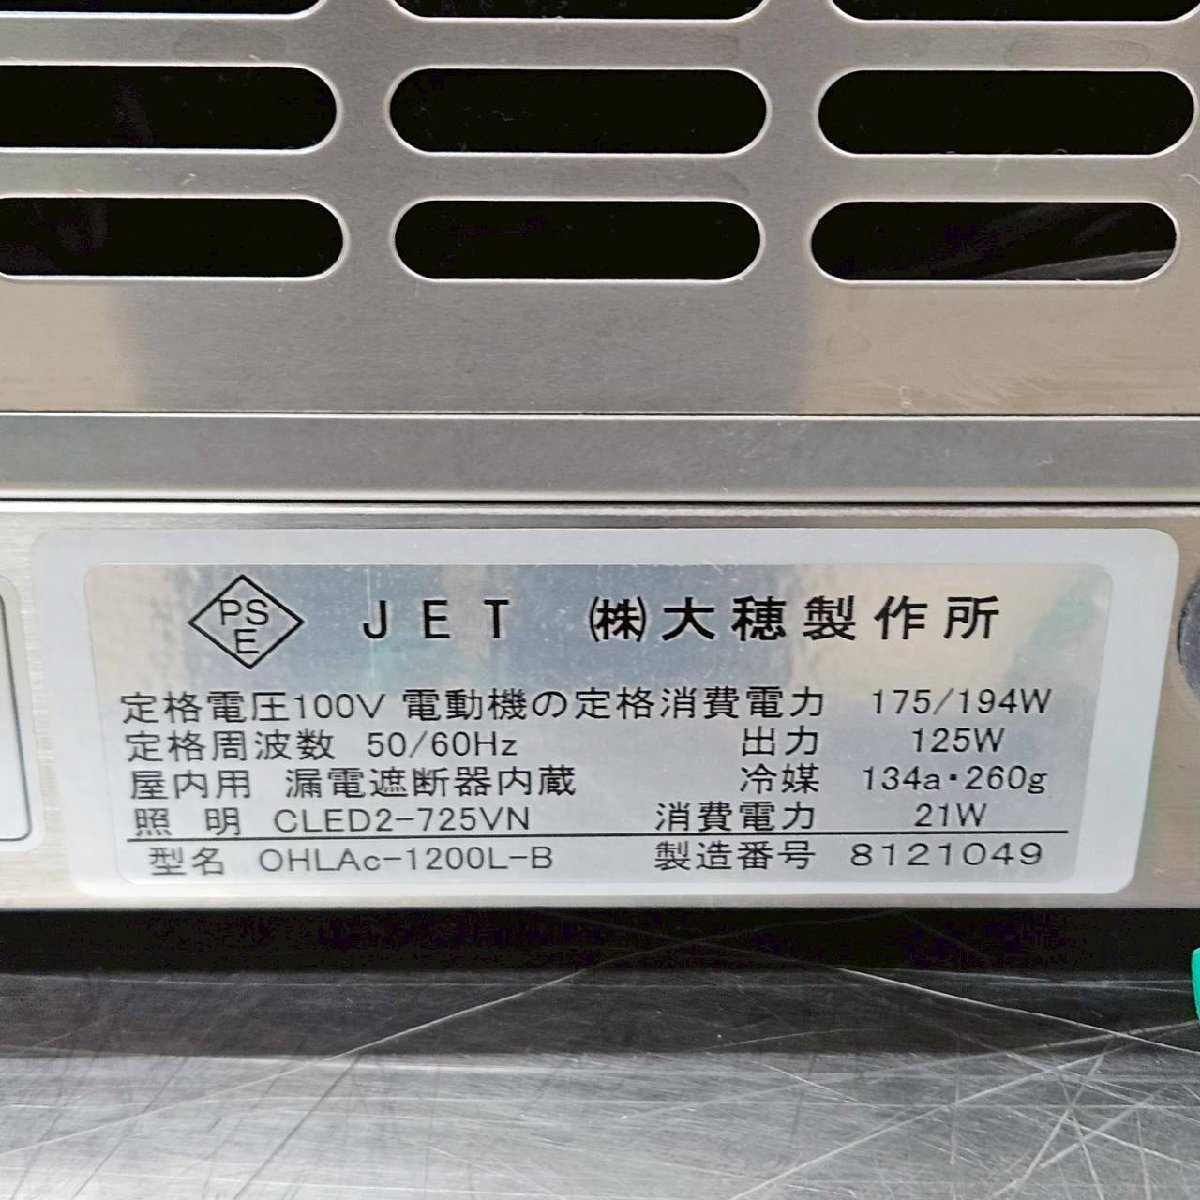 PSE JET ㈱大穂製作所
定格電圧100V 電動機の定格消費電力 175/194W
定格周波数 50/60Hz 出力 125W
屋内用 漏電遮断器内蔵 冷媒 134a・260g
照明 CLED2-725VN 消費電力 21W
型名 OHLAc-1200L-B 製造番号 8121049